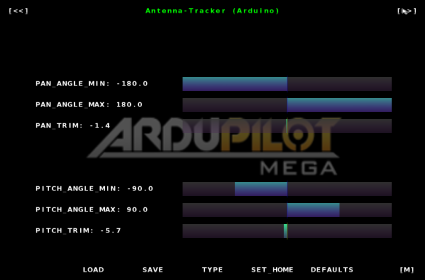 [<<] Antenna-Tracker (Arduino) [>>]
PAN_ANGLE_MIN: -180.0
PAN_ANGLE_MAX: 180.0
PAN_TRIM: -1.4
ARDUPILOT
MEGA
PITCH_ANGLE_MIN: -90.0
PITCH_ANGLE_MAX: 90.0
PITCH_TRIM: -5.7
LOAD SAVE TYPE SET_HOME DEFAULTS [M]